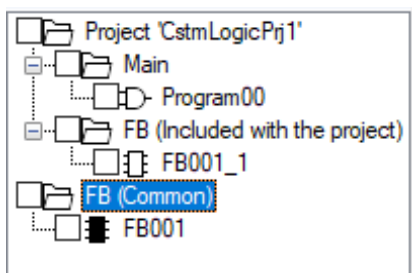 Project 'CstmLogicPrj1'
Main
Program00
FB (Included with the project)
FB001_1
FB (Common)
FB001